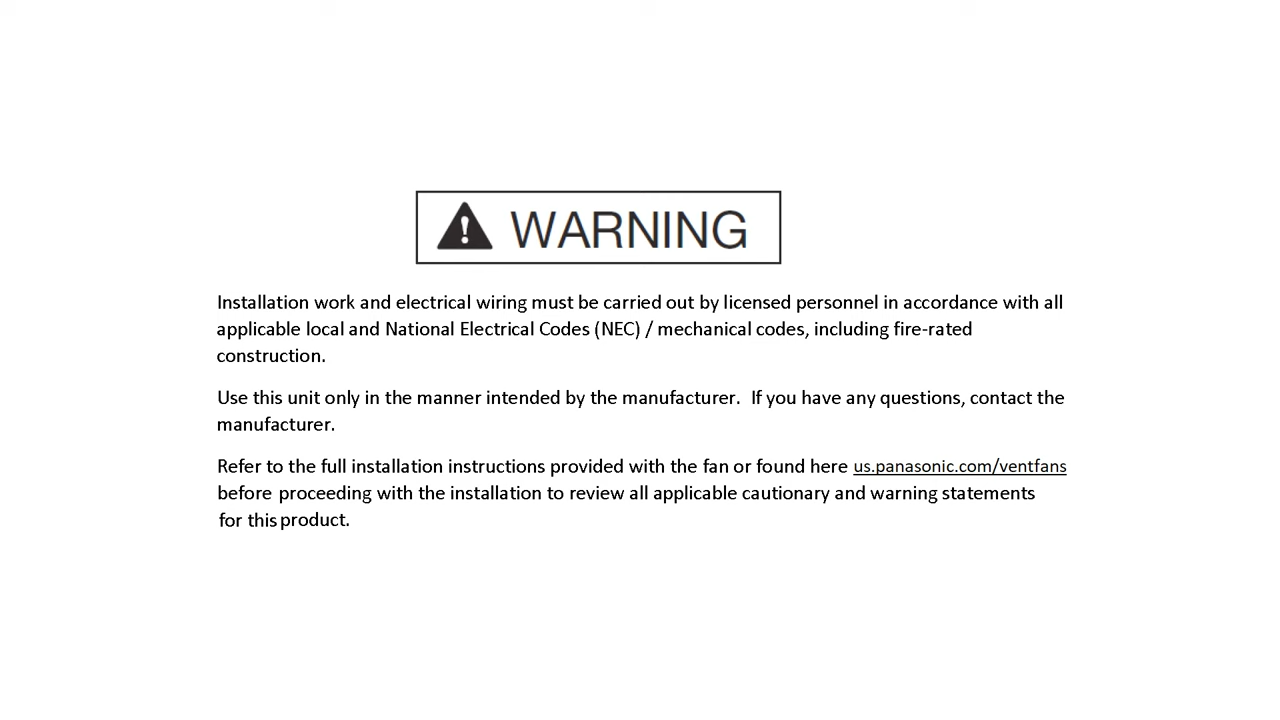 WARNING
Installation work and electrical wiring must be carried out by licensed personnel in accordance with all
applicable local and National Electrical Codes (NEC) / mechanical codes, including fire-rated
construction.
Use this unit only in the manner intended by the manufacturer.  If you have any questions, contact the
manufacturer.
Refer to the full installation instructions provided with the fan or found here us.panasonic.com/ventfans
before proceeding with the installation to review all applicable cautionary and warning statements
for this product.